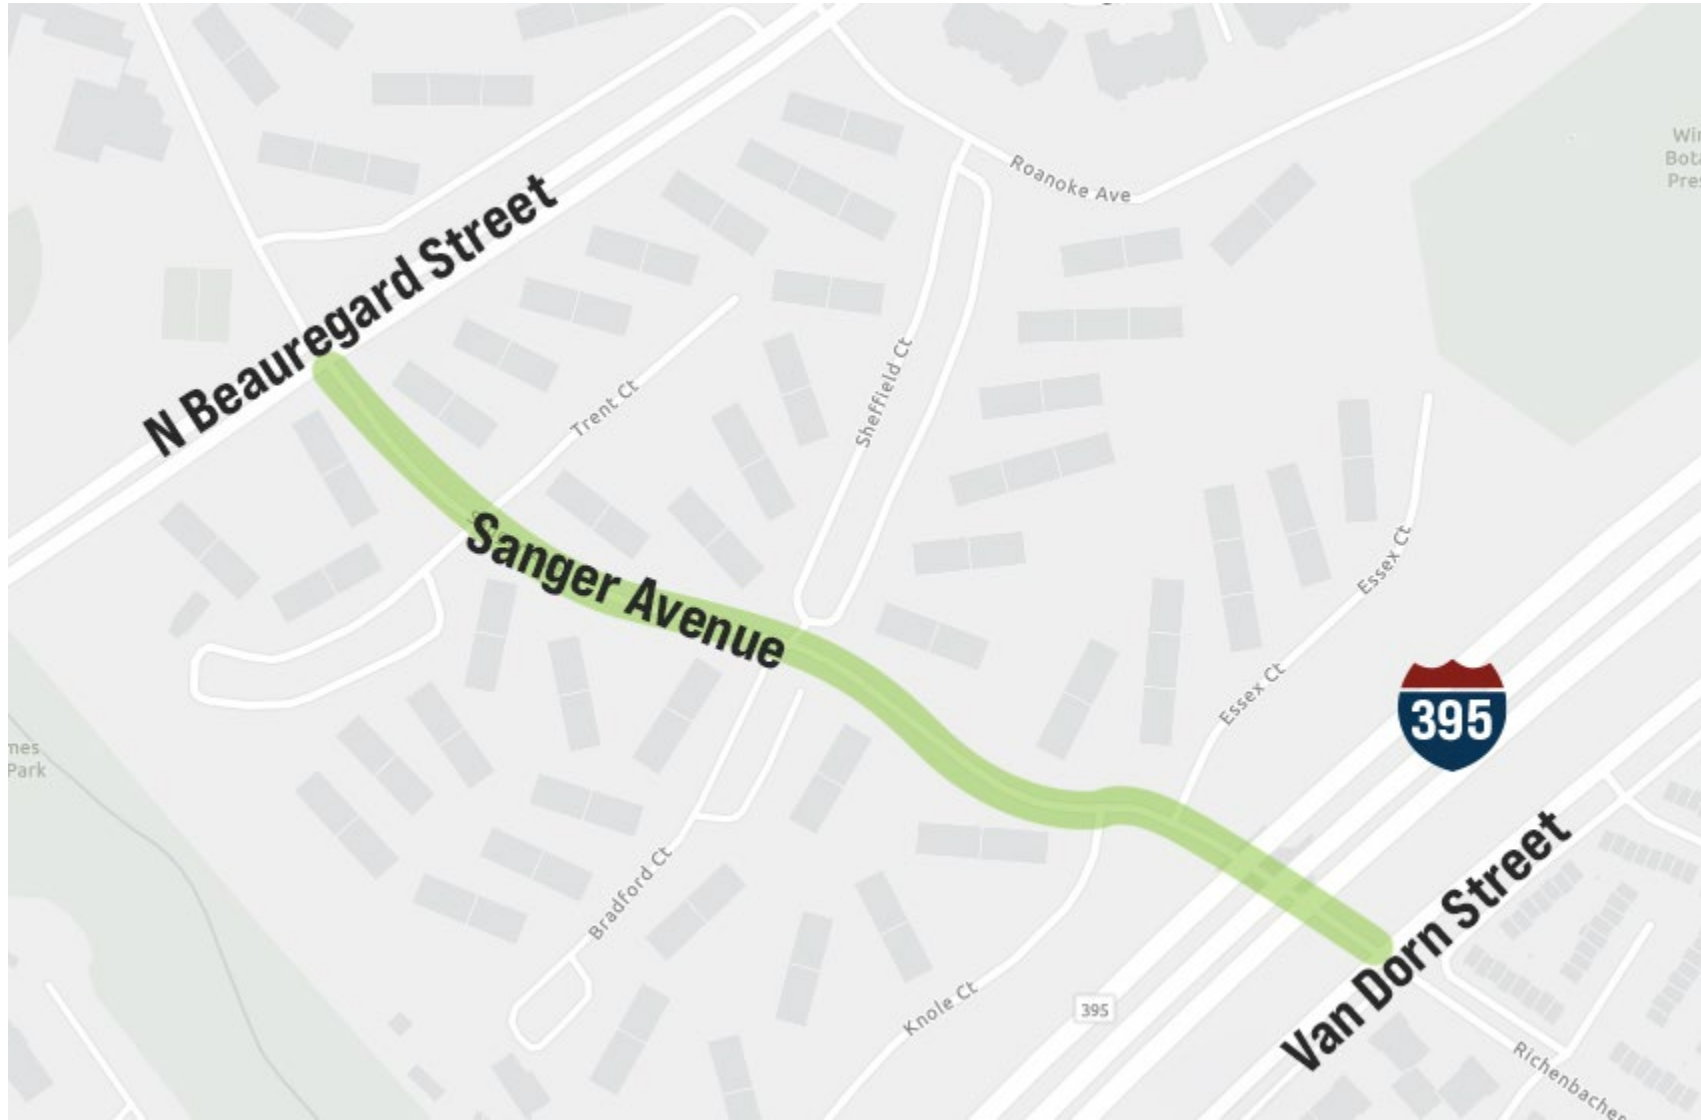 Roanoke Ave
N Beauregard Street
Sheffield Ct
Trent Ct
Sanger Avenue
Essex Ct
Essex Ct
395
Park
Van Dorn Street
Bradford Ct
Knole Ct
395
Richenbacher